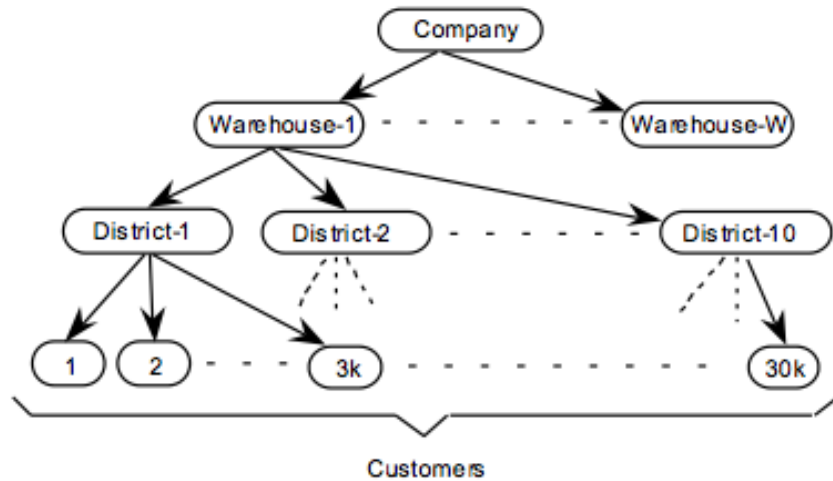 Company
Warehouse-1
Warehouse-W
District-1
District-2
District-10
1
2
3k
30k
Customers